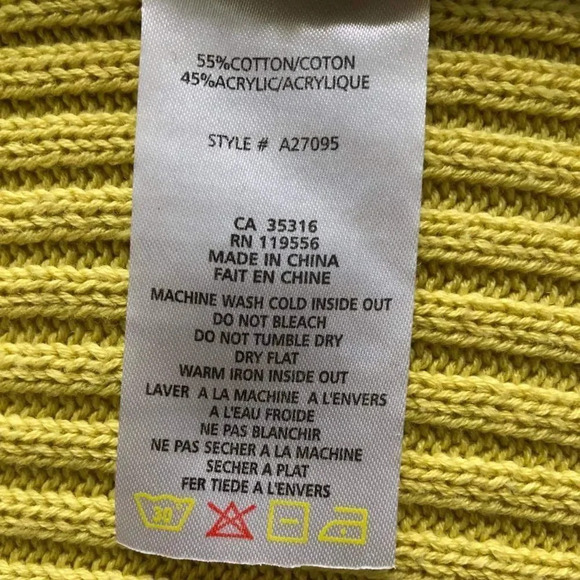 55%COTTON/COTON
45%ACRYLIC/ACRYLIQUE
STYLE # A27095
CA 35316
RN 119556
MADE IN CHINA
FAIT EN CHINE
MACHINE WASH COLD INSIDE OUT
DO NOT BLEACH
DO NOT TUMBLE DRY
DRY FLAT
WARM IRON INSIDE OUT
LAVER A LA MACHINE A L'ENVERS
A L'EAU FROIDE
NE PAS BLANCHIR
NE PAS SECHER A LA MACHINE
SECHER A PLAT
FER TIEDE A L'ENVERS
30